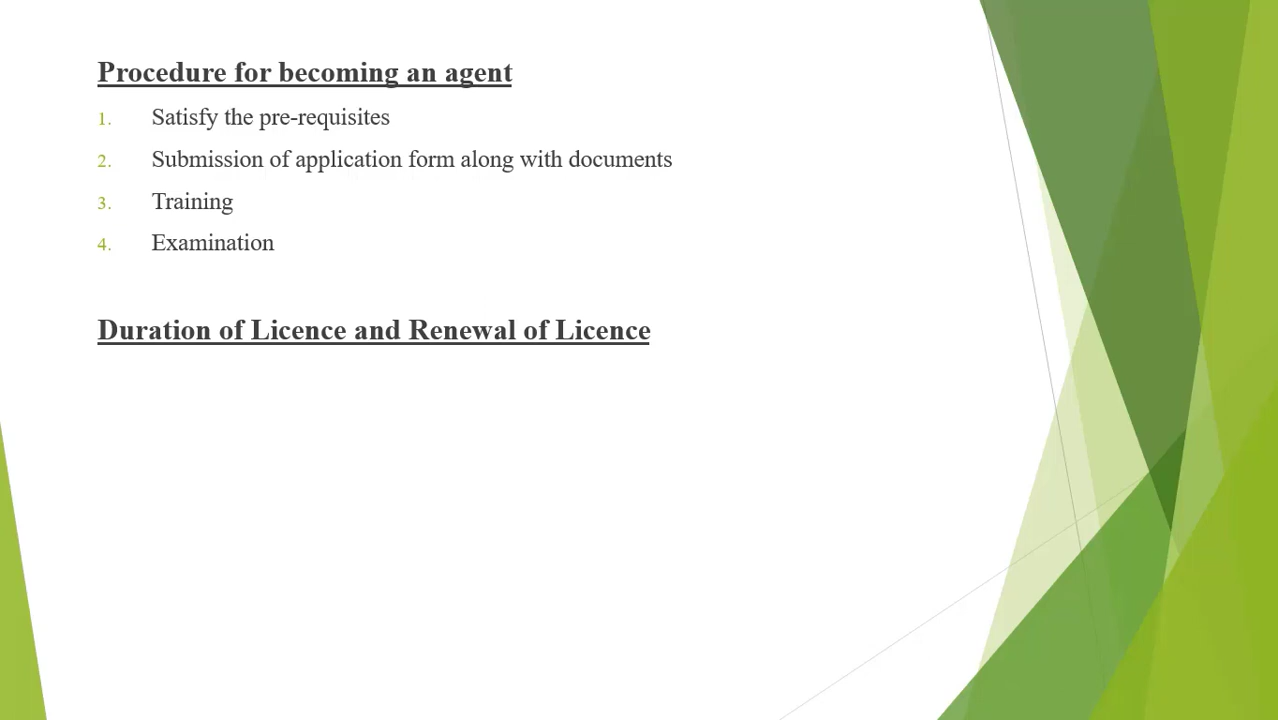 Procedure for becoming an agent
1. Satisfy the pre-requisites
2. Submission of application form along with documents
3. Training
4. Examination
Duration of Licence and Renewal of Licence